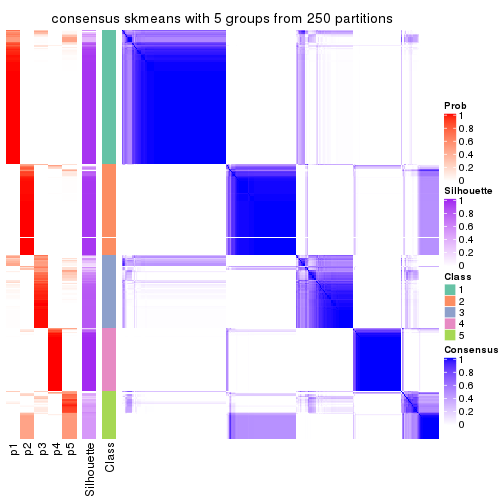 consensus skmeans with 5 groups from 250 partitions
Prob
1
0.8
0.6
0.4
0.2
0
Silhouette
1
0.8
0.6
0.4
0.2
0
Class
1
2
3
4
5
Consensus
1
0.8
0.6
0.4
0.2
0
p1
p2
p3
p4
p5
Silhouette
Class